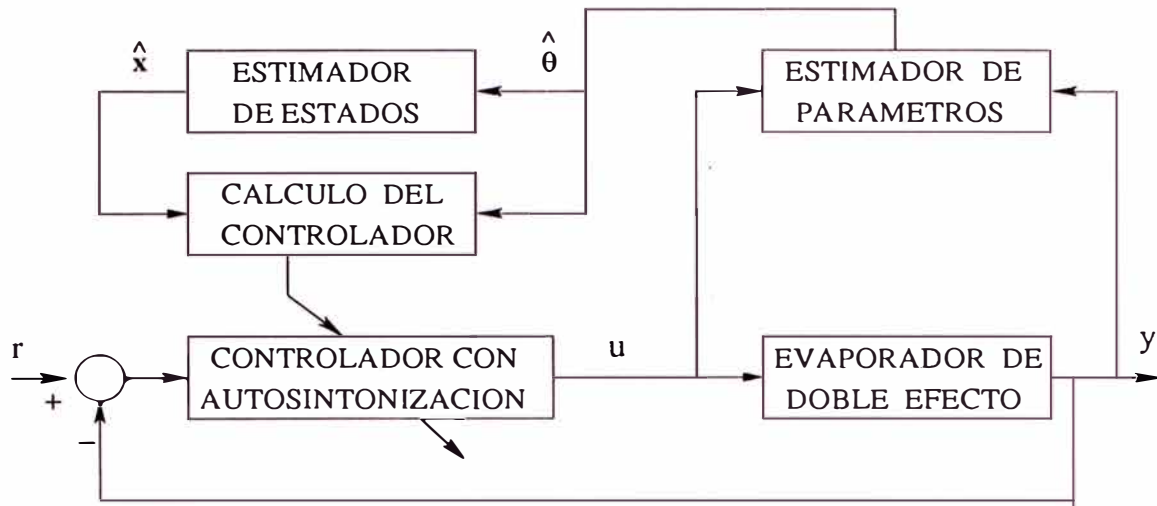 x̂
θ̂
ESTIMADOR
DE ESTADOS
ESTIMADOR DE
PARAMETROS
CALCULO DEL
CONTROLADOR
r
+
−
CONTROLADOR CON
AUTOSINTONIZACION
u
EVAPORADOR DE
DOBLE EFECTO
y